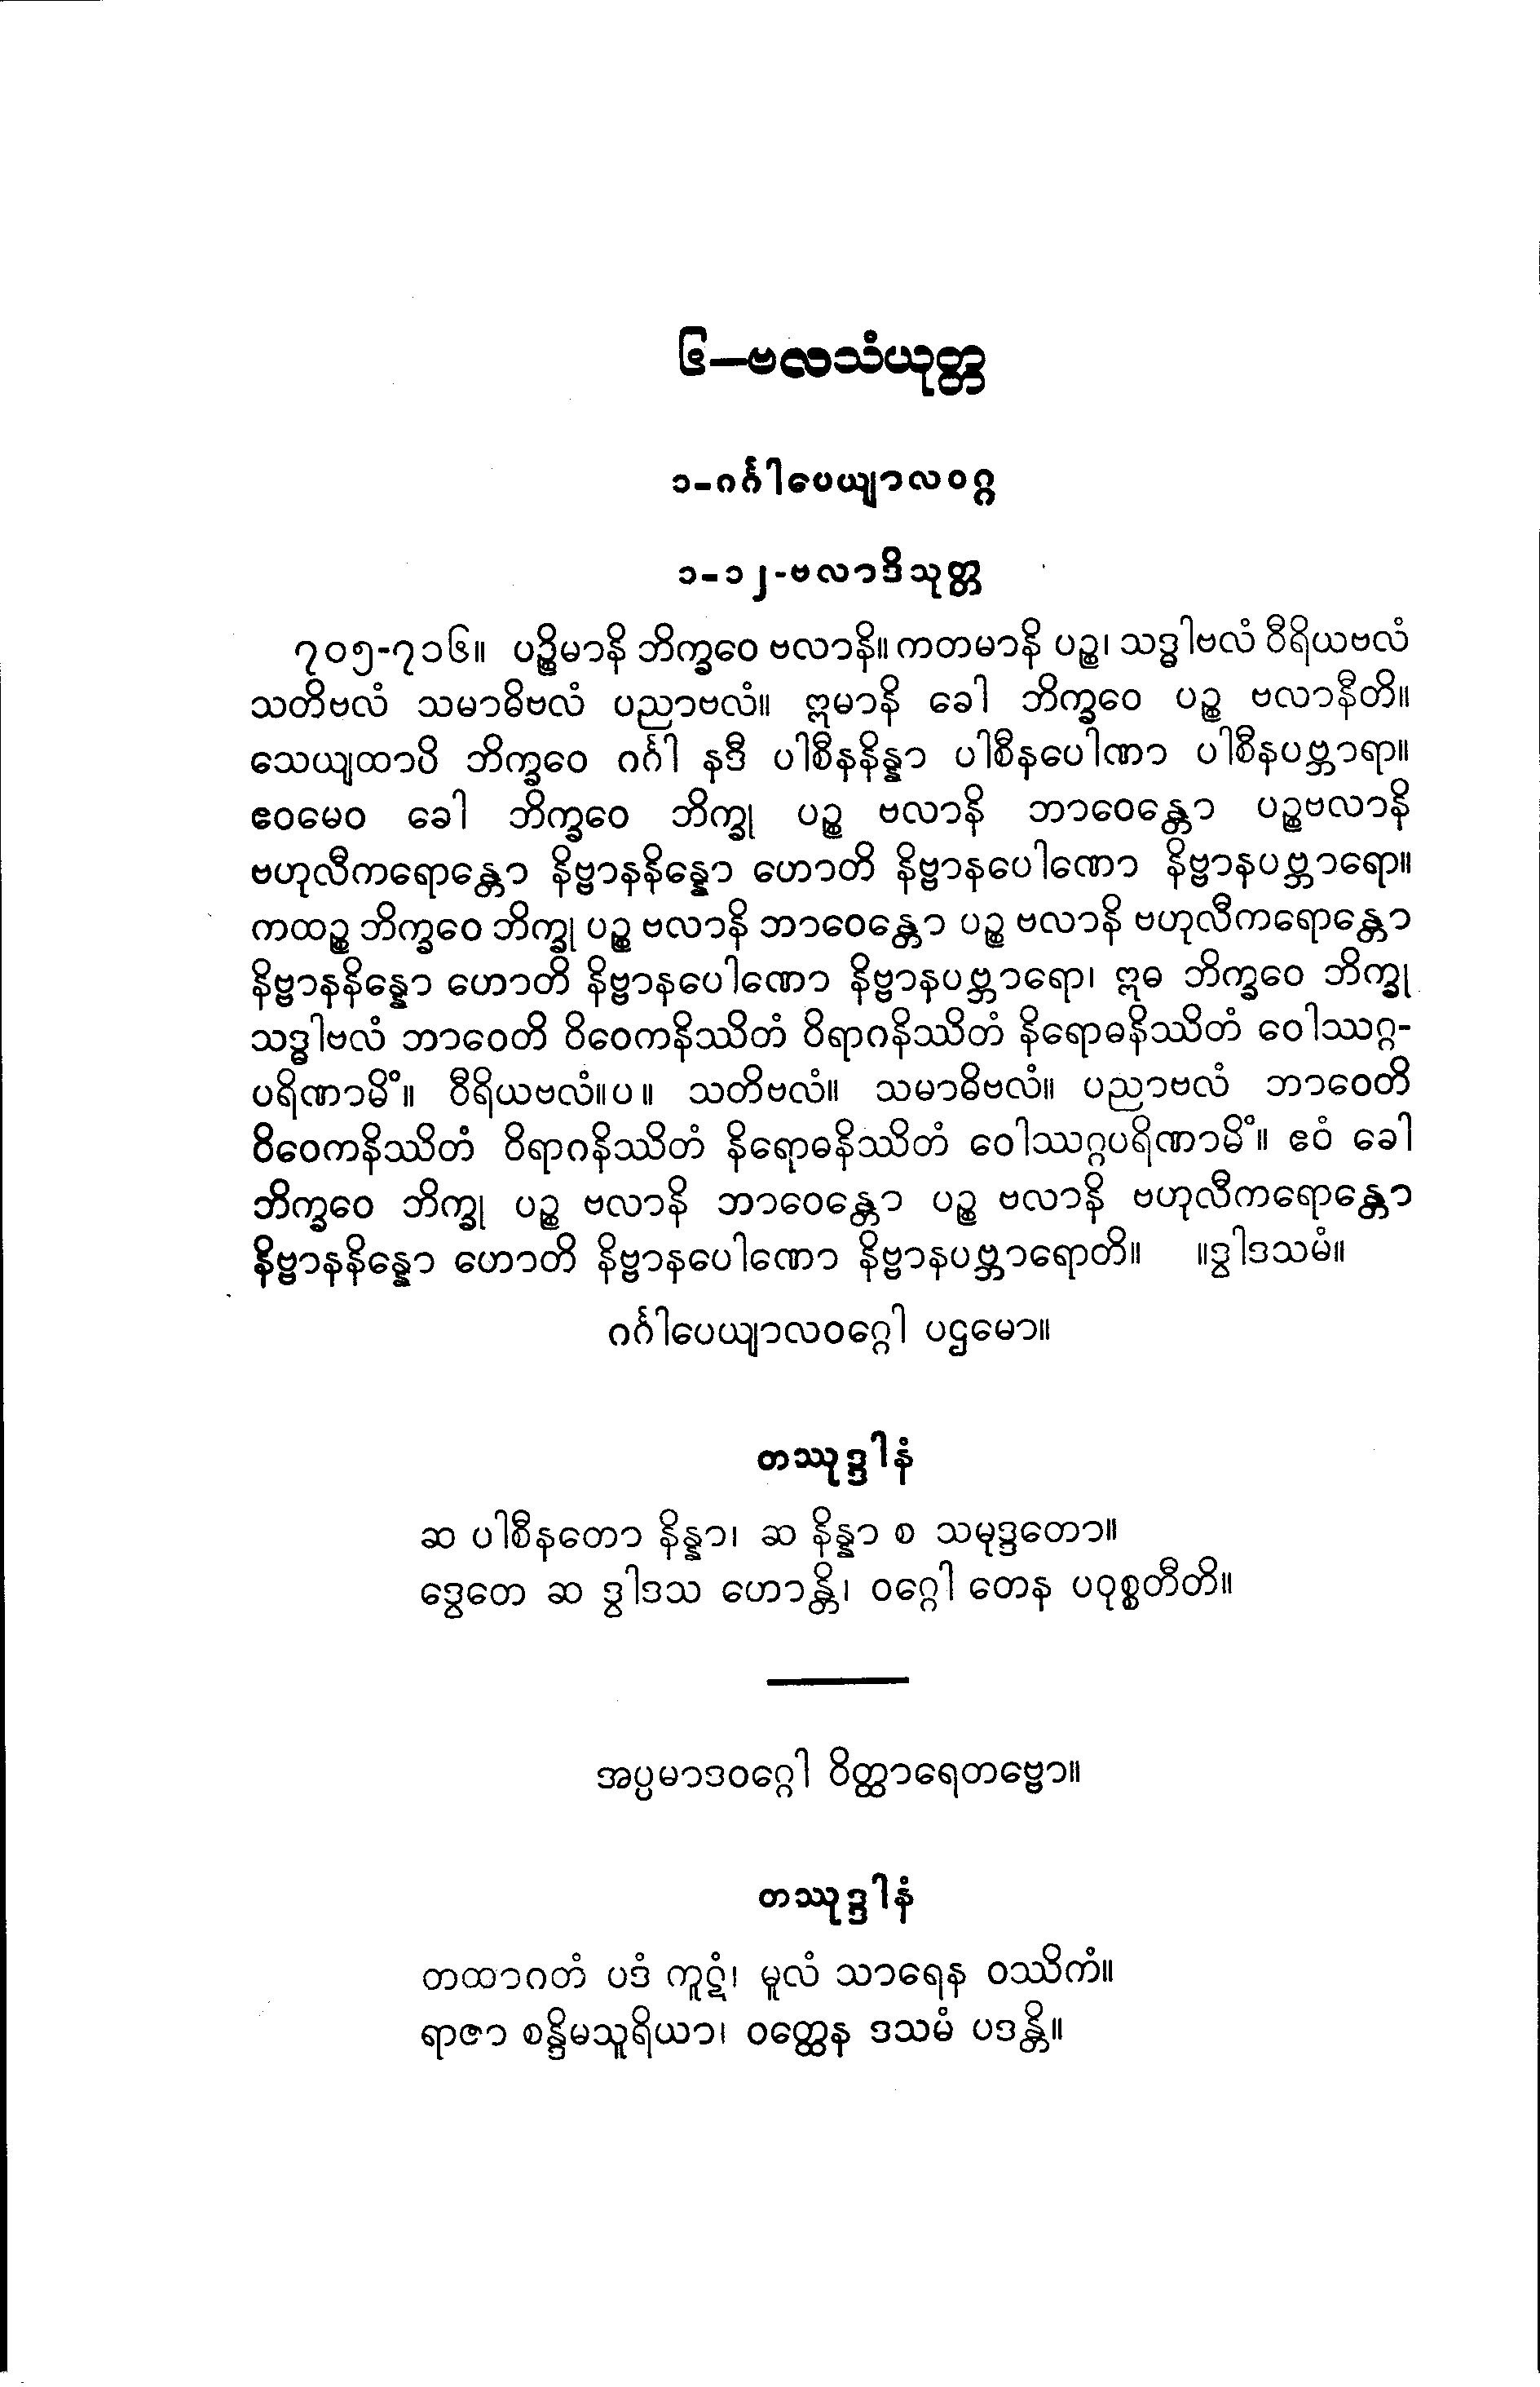 ၆—ဗလသံယုတ္တ
၁-ဂင်္ဂါပေယျာလဝဂ္ဂ
၁-၁၂-ဗလာဒိသုတ္တ
၇၀၅-၇၁၆။ ပဉ္စိမာနိ ဘိက္ခဝေ ဗလာနိ။ ကတမာနိ ပဉ္စ၊ သဒ္ဓါဗလံ ဝီရိယဗလံ
သတိဗလံ သမာဓိဗလံ ပညာဗလံ။ ဣမာနိ ခေါ ဘိက္ခဝေ ပဉ္စ ဗလာနီတိ။
သေယျထာပိ ဘိက္ခဝေ ဂင်္ဂါ နဒီ ပါစီနနိန္နာ ပါစီနပေါဏာ ပါစီနပဗ္ဘာရာ။
ဧဝမေဝ ခေါ ဘိက္ခဝေ ဘိက္ခု ပဉ္စ ဗလာနိ ဘာဝေန္တော ပဉ္စဗလာနိ
ဗဟုလီကရောန္တော နိဗ္ဗာနနိန္နော ဟောတိ နိဗ္ဗာနပေါဏော နိဗ္ဗာနပဗ္ဘာရော။
ကထဉ္စ ဘိက္ခဝေ ဘိက္ခု ပဉ္စ ဗလာနိ ဘာဝေန္တော ပဉ္စ ဗလာနိ ဗဟုလီကရောန္တော
နိဗ္ဗာနနိန္နော ဟောတိ နိဗ္ဗာနပေါဏော နိဗ္ဗာနပဗ္ဘာရော၊ ဣဓ ဘိက္ခဝေ ဘိက္ခု
သဒ္ဓါဗလံ ဘာဝေတိ ဝိဝေကနိဿိတံ ဝိရာဂနိဿိတံ နိရောဓနိဿိတံ ဝေါဿဂ္ဂ-
ပရိဏာမိံ။ ဝီရိယဗလံ။ပ။ သတိဗလံ။ သမာဓိဗလံ။ ပညာဗလံ ဘာဝေတိ
ဝိဝေကနိဿိတံ ဝိရာဂနိဿိတံ နိရောဓနိဿိတံ ဝေါဿဂ္ဂပရိဏာမိံ။ ဧဝံ ခေါ
ဘိက္ခဝေ ဘိက္ခု ပဉ္စ ဗလာနိ ဘာဝေန္တော ပဉ္စ ဗလာနိ ဗဟုလီကရောန္တော
နိဗ္ဗာနနိန္နော ဟောတိ နိဗ္ဗာနပေါဏော နိဗ္ဗာနပဗ္ဘာရောတိ။ ။ဒွါဒသမံ။
ဂင်္ဂါပေယျာလဝဂ္ဂေါ ပဌမော။
တဿုဒ္ဒါနံ
ဆ ပါစီနတော နိန္နာ၊ ဆ နိန္နာ စ သမုဒ္ဒတော။
ဒွေတေ ဆ ဒွါဒသ ဟောန္တိ၊ ဝဂ္ဂေါ တေန ပဝုစ္စတီတိ။
အပ္ပမာဒဝဂ္ဂေါ ဝိတ္ထာရေတဗ္ဗော။
တဿုဒ္ဒါနံ
တထာဂတံ ပဒံ ကူဋံ၊ မူလံ သာရေန ဝဿိကံ။
ရာဇာ စန္ဒိမသူရိယာ၊ ဝတ္ထေန ဒသမံ ပဒန္တိ။